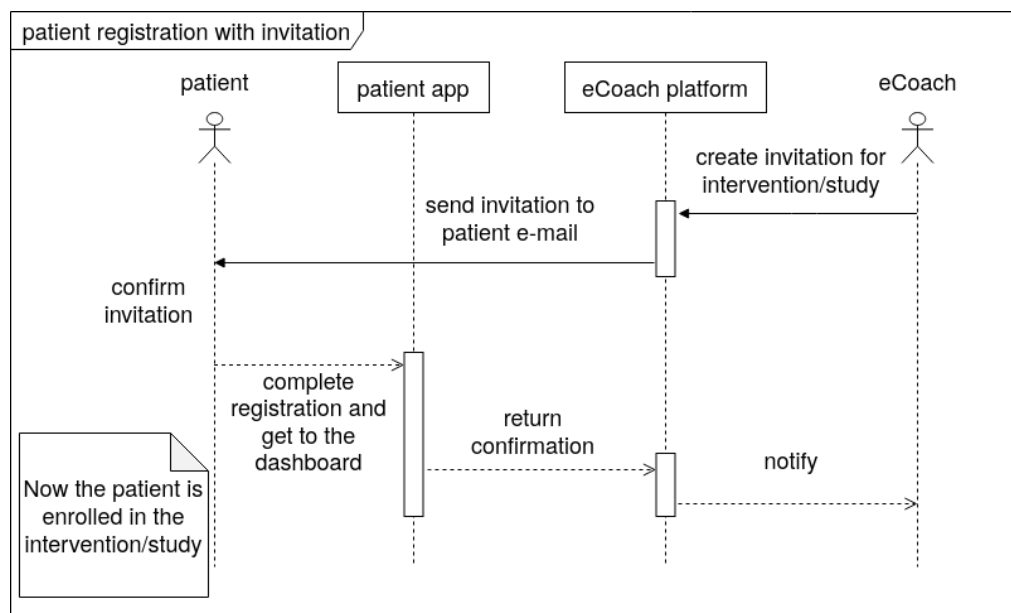 patient registration with invitation
patient
patient app
eCoach platform
eCoach
create invitation for
intervention/study
send invitation to
patient e-mail
confirm
invitation
complete
registration and
get to the
dashboard
return
confirmation
notify
Now the patient is
enrolled in the
intervention/study